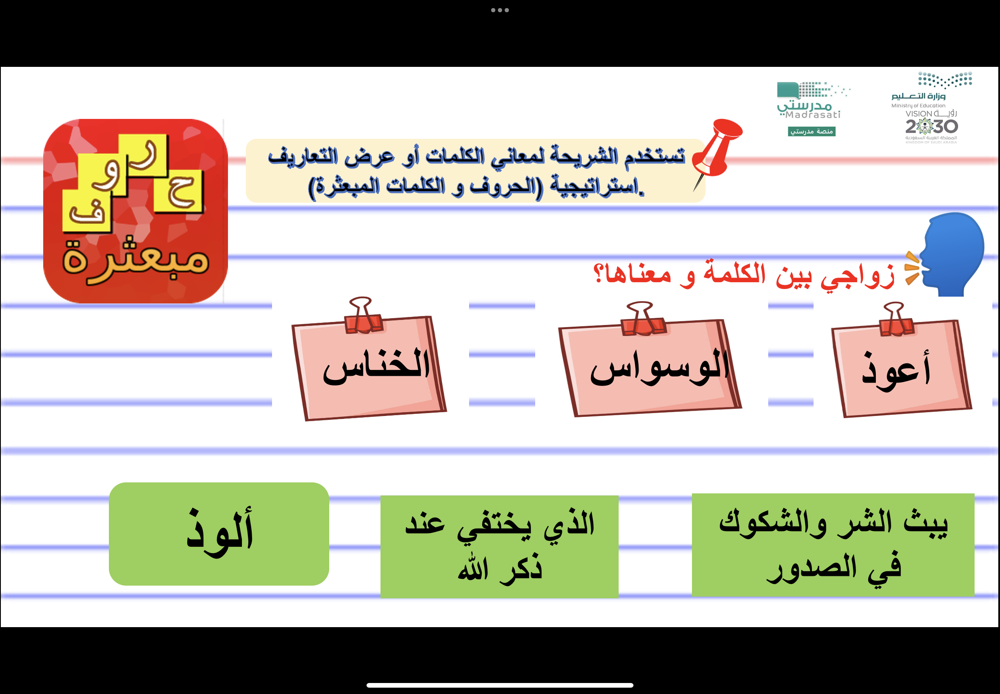 وزارة التعليم
Ministry of Education
VISION رؤية
2030
المملكة العربية السعودية
KINGDOM OF SAUDI ARABIA
مدرستي
Madrasati
منصة مدرستي
تستخدم الشريحة لمعاني الكلمات أو عرض التعاريف
.استراتيجية (الحروف و الكلمات المبعثرة)
ح ر و ف
مبعثرة
زواجي بين الكلمة و معناها؟
أعوذ
الوسواس
الخناس
يبث الشر والشكوك
في الصدور
الذي يختفي عند
ذكر الله
ألوذ